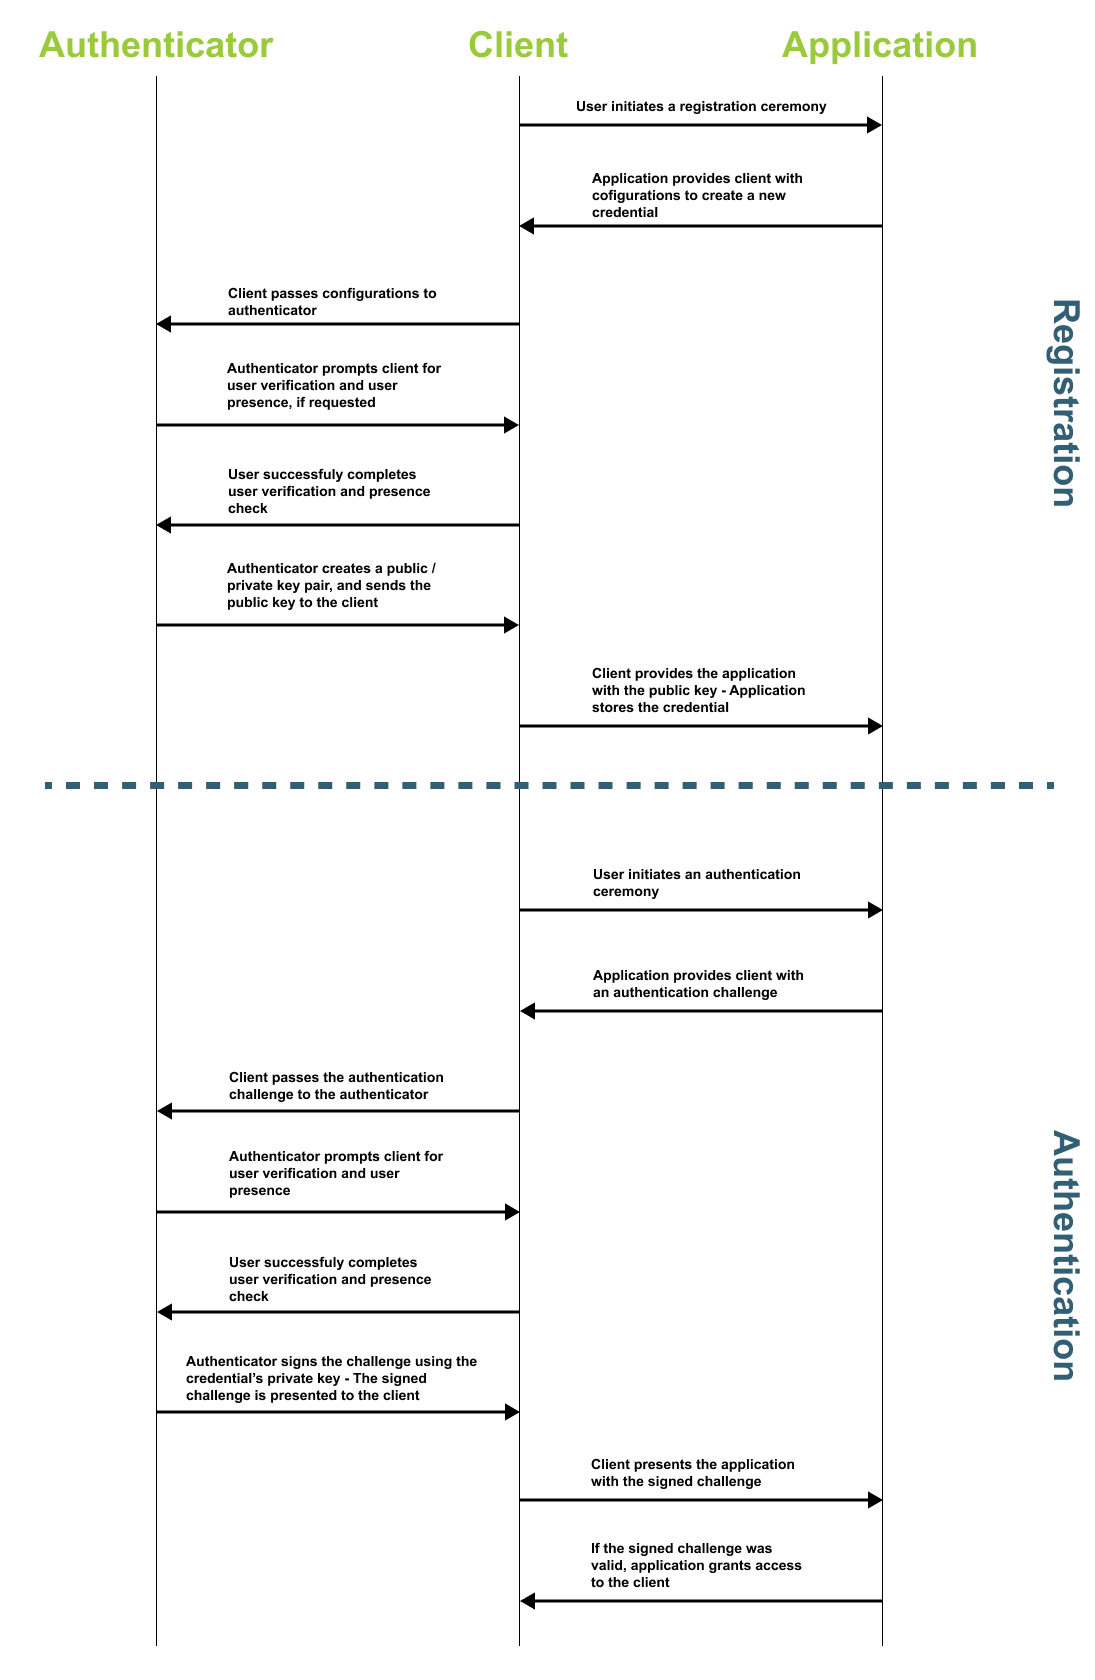 Authenticator
Client
Application
User initiates a registration ceremony
Application provides client with
cofigurations to create a new
credential
Client passes configurations to
authenticator
Authenticator prompts client for
user verification and user
presence, if requested
User successfuly completes
user verification and presence
check
Authenticator creates a public /
private key pair, and sends the
public key to the client
Client provides the application
with the public key - Application
stores the credential
Registration
User initiates an authentication
ceremony
Application provides client with
an authentication challenge
Client passes the authentication
challenge to the authenticator
Authenticator prompts client for
user verification and user
presence
User successfuly completes
user verification and presence
check
Authenticator signs the challenge using the
credential's private key - The signed
challenge is presented to the client
Client presents the application
with the signed challenge
If the signed challenge was
valid, application grants access
to the client
Authentication